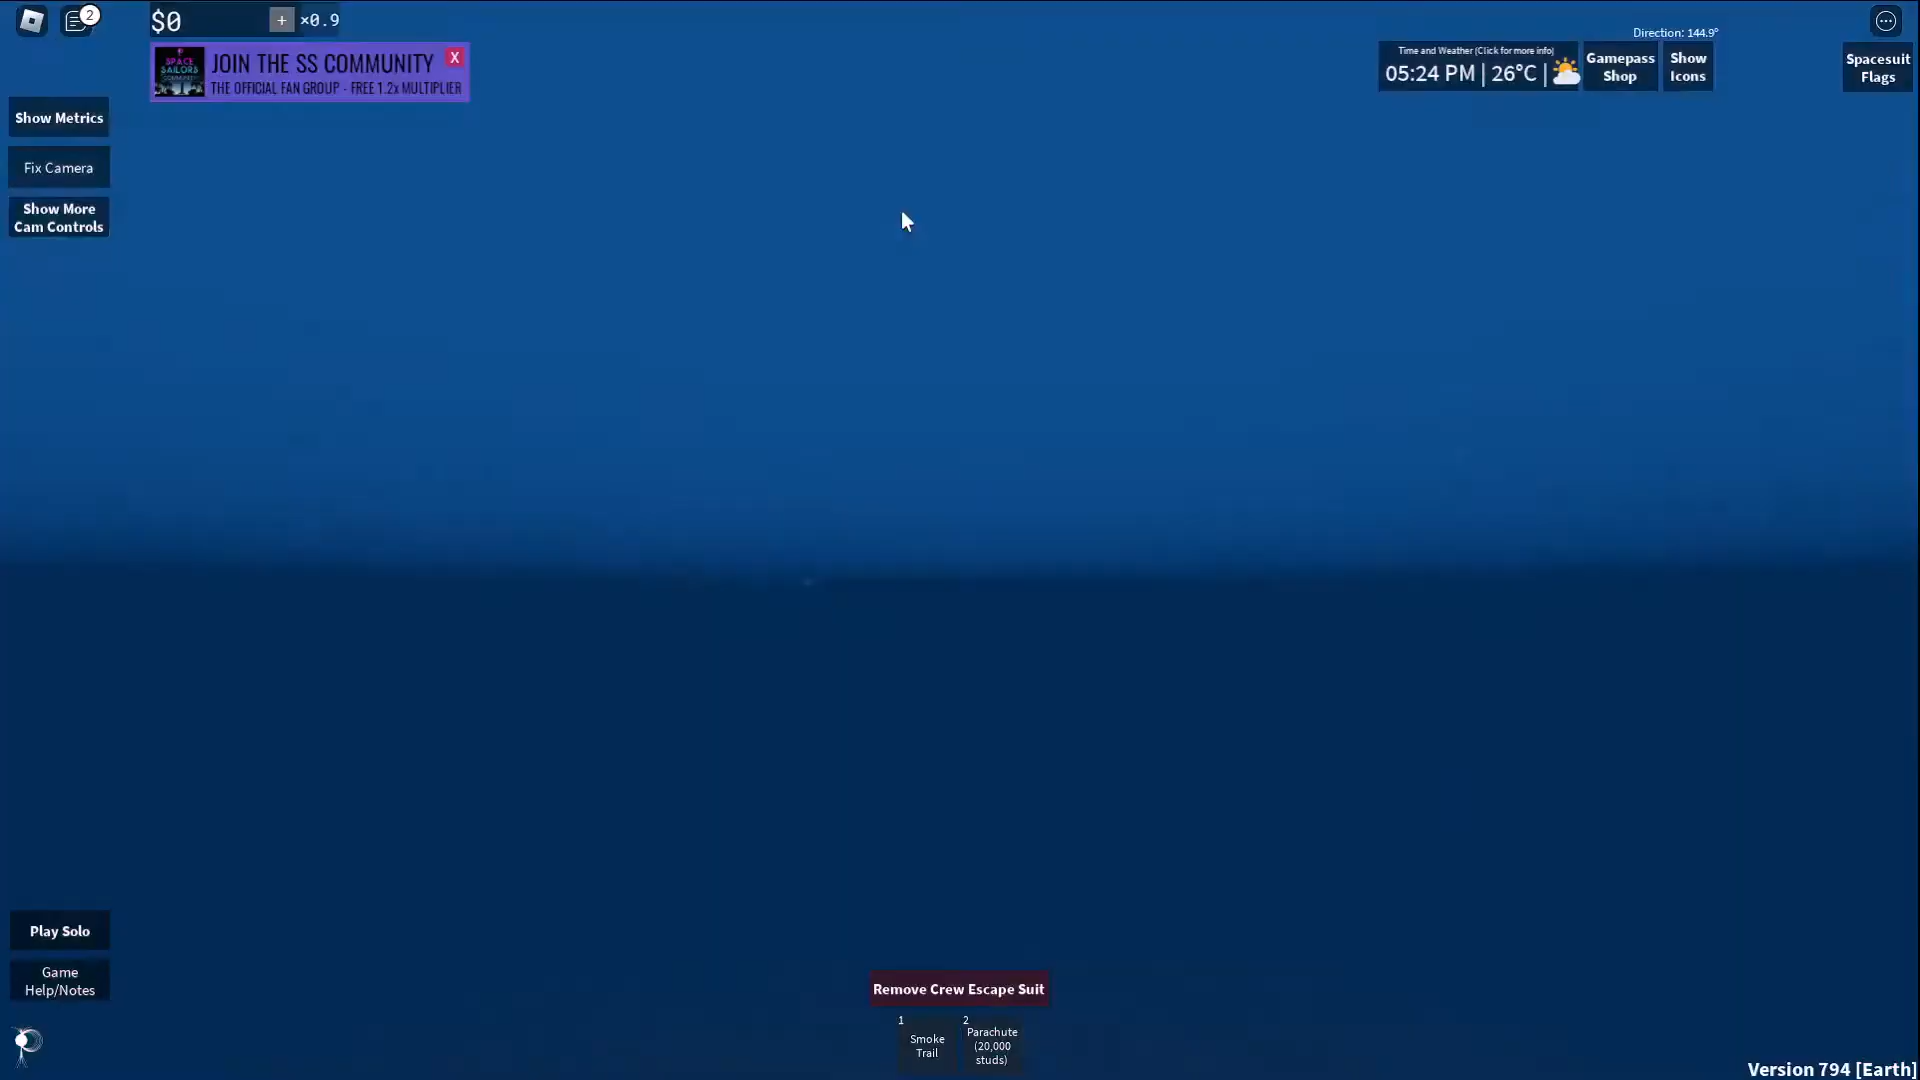 2
$0
+
×0.9
SPACE
SAILORS
JOIN THE SS COMMUNITY
X
THE OFFICIAL FAN GROUP - FREE 1.2x MULTIPLIER
Direction: 144.9°
Time and Weather (Click for more info)
05:24 PM | 26°C |
Gamepass
Shop
Show
Icons
Spacesuit
Flags
Show Metrics
Fix Camera
Show More
Cam Controls
Play Solo
Game
Help/Notes
Remove Crew Escape Suit
1
Smoke
Trail
2
Parachute
(20,000
studs)
Version 794 [Earth]